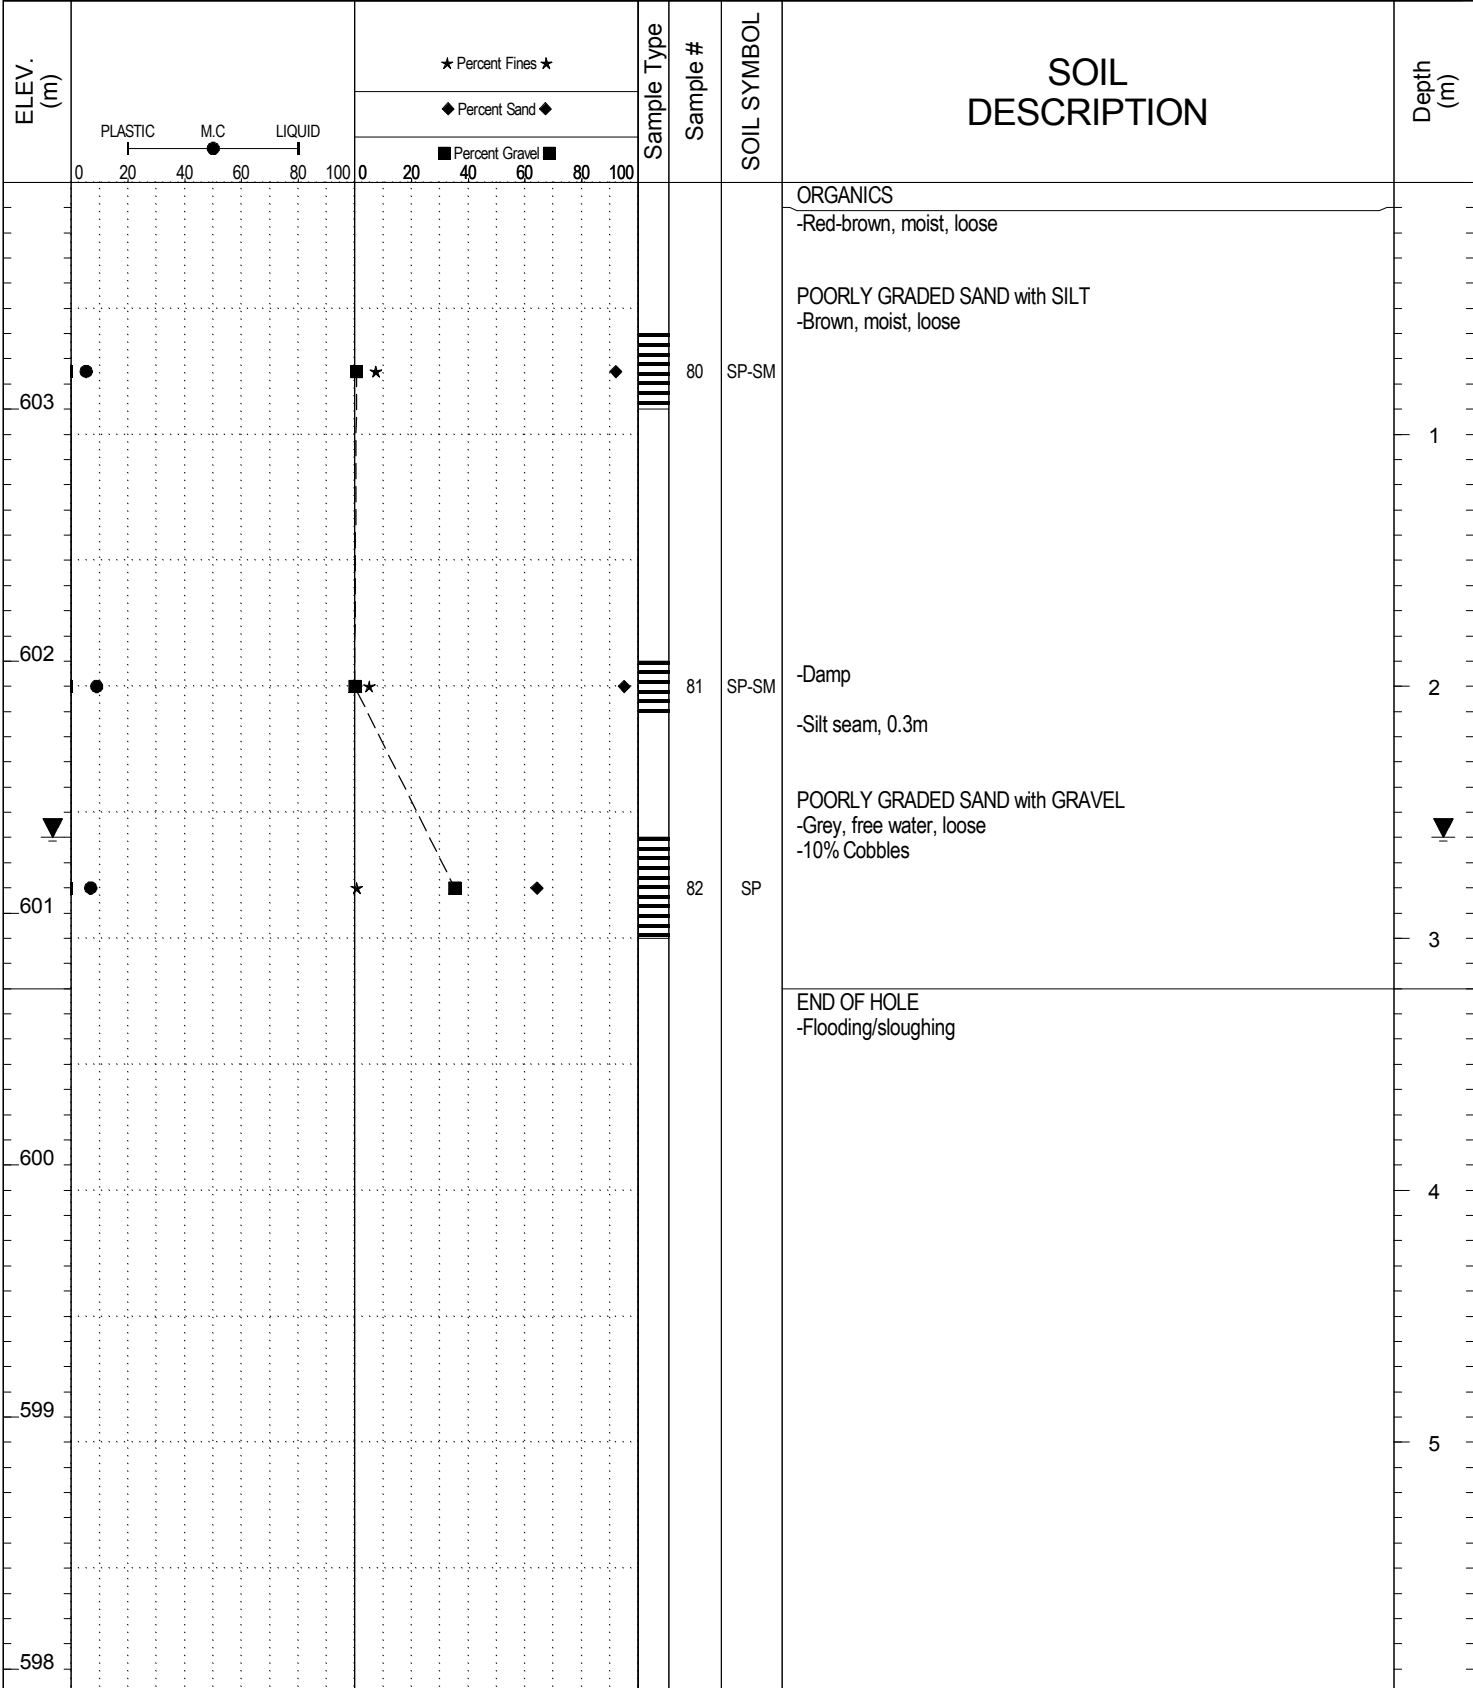 ELEV.
(m)
PLASTIC M.C LIQUID
0 20 40 60 80 100
★ Percent Fines ★
◆ Percent Sand ◆
■ Percent Gravel ■
0 20 40 60 80 100
Sample Type
Sample #
SOIL SYMBOL
SOIL
DESCRIPTION
Depth
(m)
ORGANICS
-Red-brown, moist, loose
POORLY GRADED SAND with SILT
-Brown, moist, loose
80 SP-SM
603
1
602
-Damp
81 SP-SM
2
-Silt seam, 0.3m
POORLY GRADED SAND with GRAVEL
-Grey, free water, loose
-10% Cobbles
82 SP
601
3
END OF HOLE
-Flooding/sloughing
600
4
599
5
598